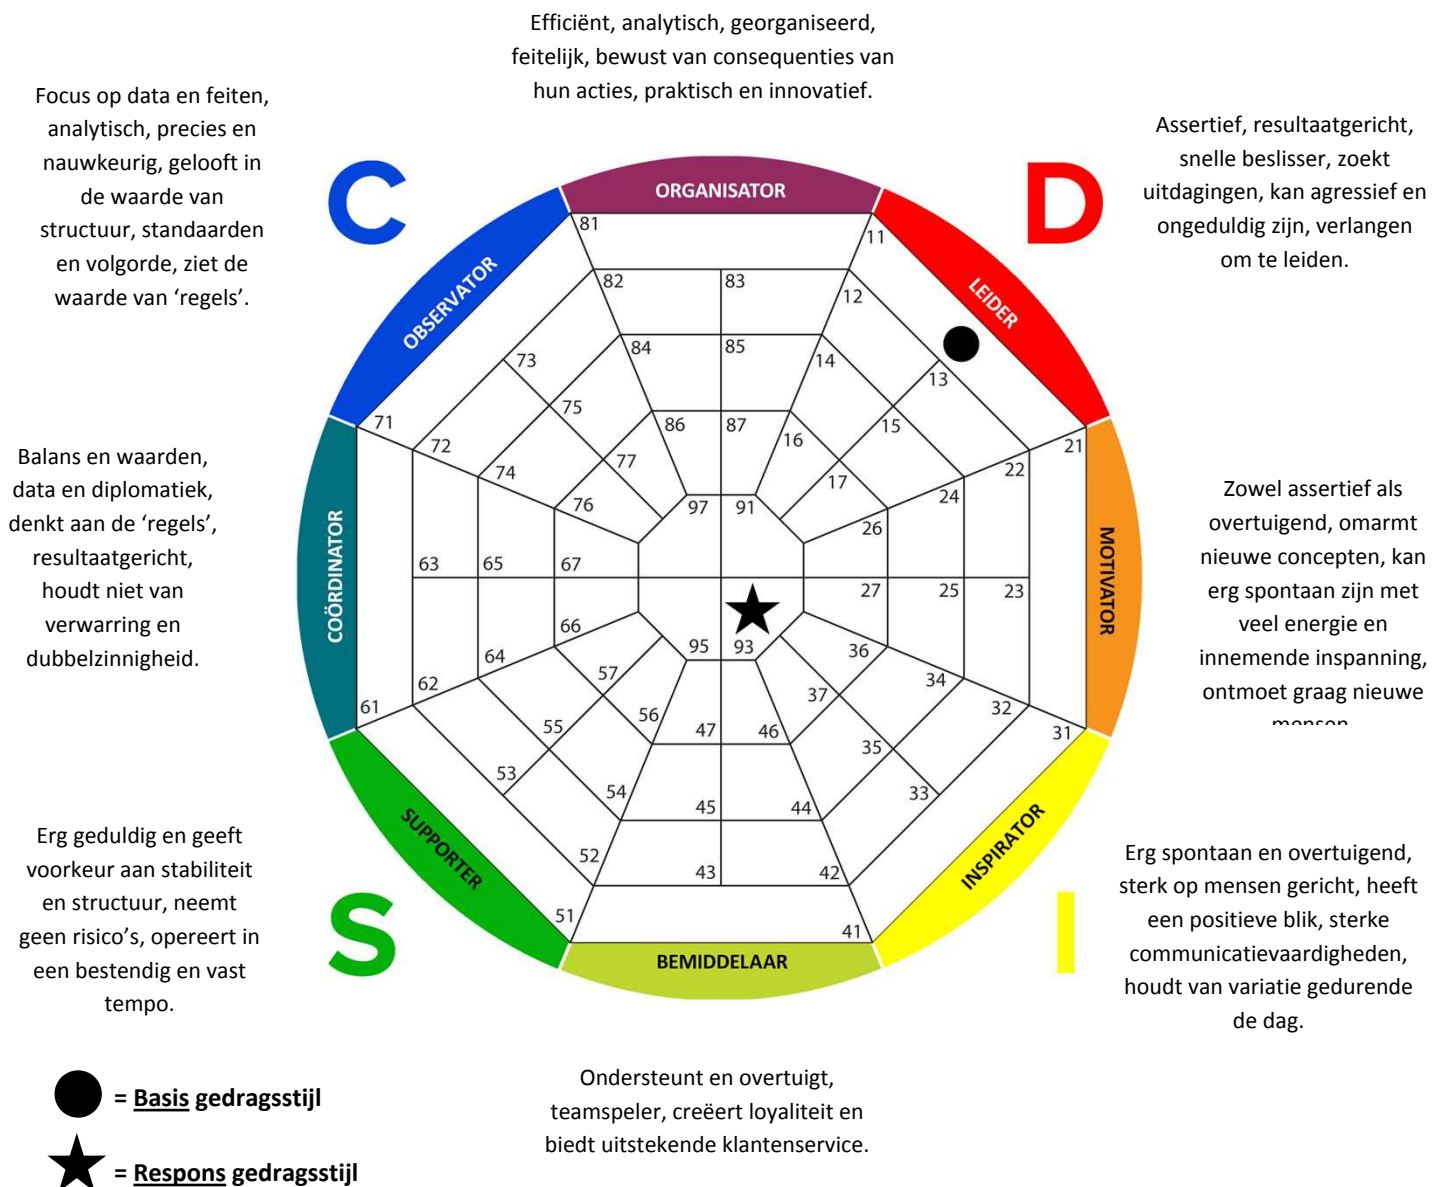 Efficiënt, analytisch, georganiseerd,
feitelijk, bewust van consequenties van
hun acties, praktisch en innovatief.
Focus op data en feiten,
analytisch, precies en
nauwkeurig, gelooft in
de waarde van
structuur, standaarden
en volgorde, ziet de
waarde van ‘regels’.
Assertief, resultaatgericht,
snelle beslisser, zoekt
uitdagingen, kan agressief en
ongeduldig zijn, verlangen
om te leiden.
C
D
ORGANISATOR
OBSERVATOR
LEIDER
81
11
82
83
12
84
85
14
73
13
75
15
86
87
16
71
72
21
22
77
74
17
24
76
97
91
26
Balans en waarden,
data en diplomatiek,
denkt aan de ‘regels’,
resultaatgericht,
houdt niet van
verwarring en
dubbelzinnigheid.
COÖRDINATOR
MOTIVATOR
Zowel assertief als
overtuigend, omarmt
nieuwe concepten, kan
erg spontaan zijn met
veel energie en
innemende inspanning,
ontmoet graag nieuwe
mensen
63
65
67
27
25
23
66
95
93
36
64
57
34
62
37
61
56
32
55
47
46
31
35
53
54
45
44
33
52
43
42
51
41
SUPPORTER
INSPIRATOR
BEMIDDELAAR
S
I
Erg geduldig en geeft
voorkeur aan stabiliteit
en structuur, neemt
geen risico’s, opereert in
een bestendig en vast
tempo.
Erg spontaan en overtuigend,
sterk op mensen gericht, heeft
een positieve blik, sterke
communicatievaardigheden,
houdt van variatie gedurende
de dag.
Ondersteunt en overtuigt,
teamspeler, creëert loyaliteit en
biedt uitstekende klantenservice.
= Basis gedragsstijl
= Respons gedragsstijl